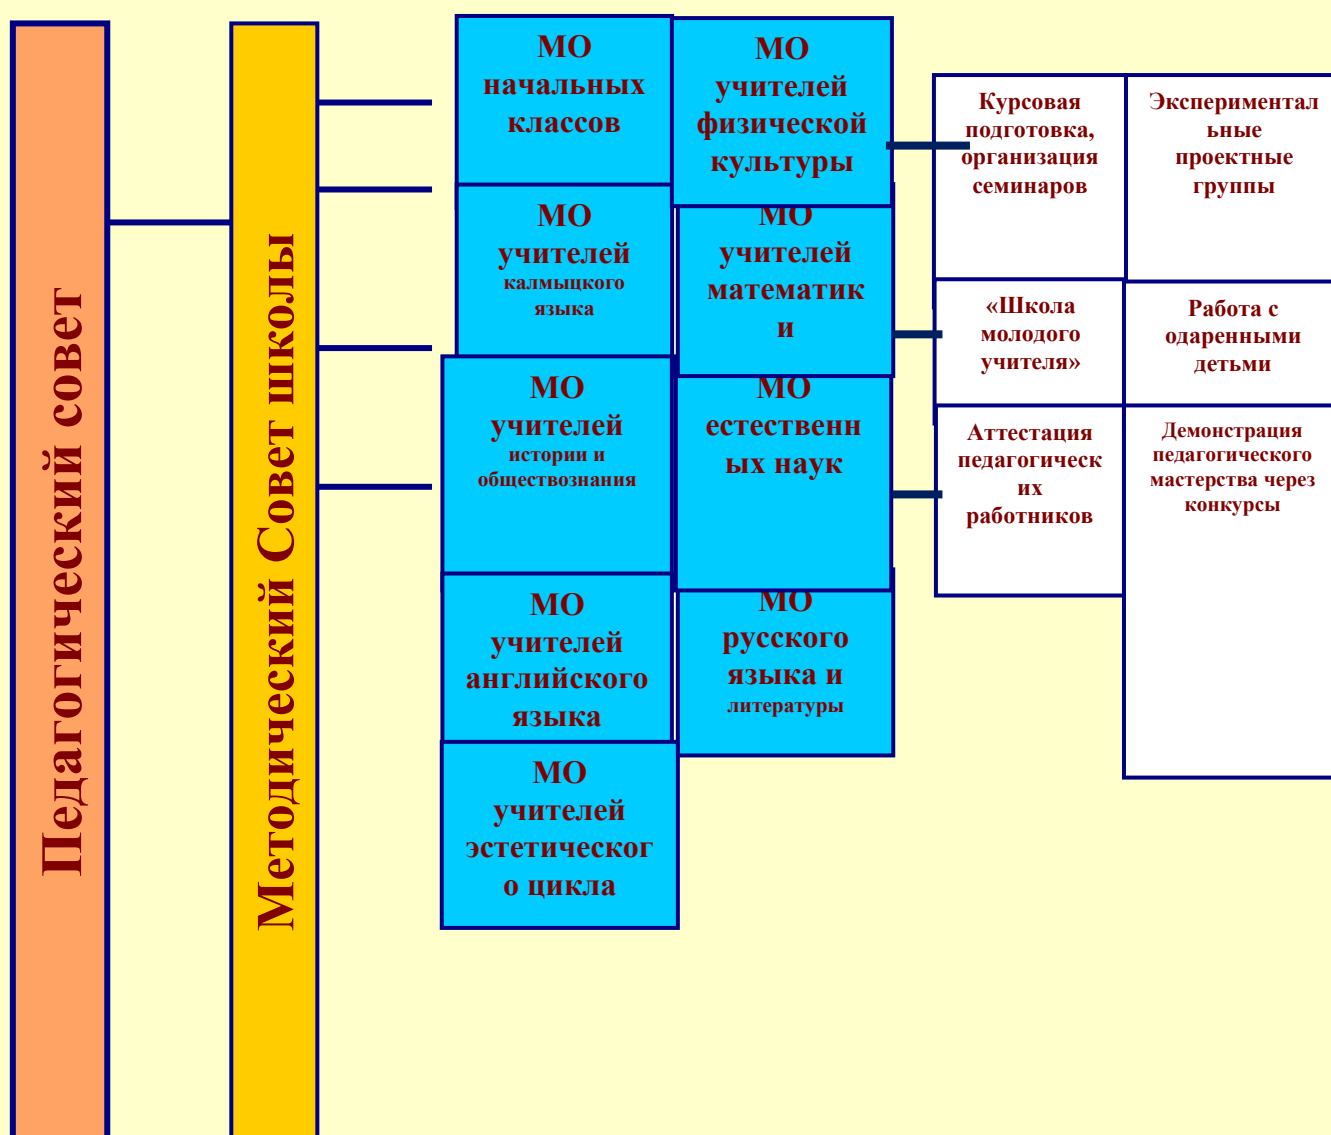 Педагогический совет
Методический Совет школы
МО
начальных
классов
МО
учителей
физической
культуры
МО
учителей
калмыцкого
языка
МО
учителей
математик
и
МО
учителей
истории и
обществознания
МО
естественн
ых наук
МО
учителей
английского
языка
МО
русского
языка и
литературы
МО
учителей
эстетическог
о цикла
Курсовая
подготовка,
организация
семинаров
Эксперимептал
ьные
проектные
группы
«Школа
молодого
учителя»
Работа с
одаренными
детьми
Аттестация
педагогическ
их
работников
Демонстрация
педагогического
мастерства через
конкурсы